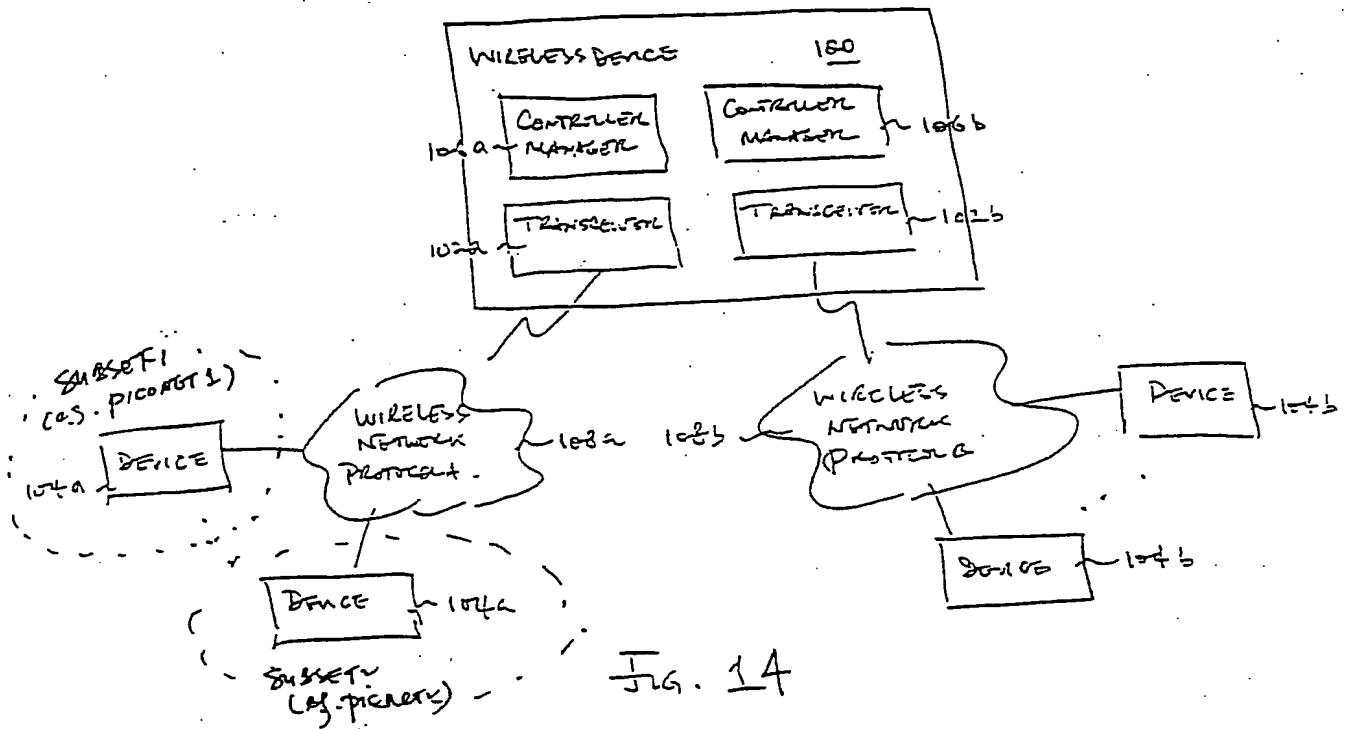 WIRELESS DEVICE 100
CONTROLLER
MANAGER
106a
CONTROLLER
MANAGER
106b
TRANSCEIVER
102a
TRANSCEIVER
102b
SUBSET 1
(eg. PICONET 1)
DEVICE
104a
WIRELESS
NETWORK
PROTOCOL A.
108a
108b
WIRELESS
NETWORK
PROTOCOL B
DEVICE
104b
DEVICE
104a
SUBSET 2
(eg. PICONET 2)
DEVICE
104b
FIG. 14